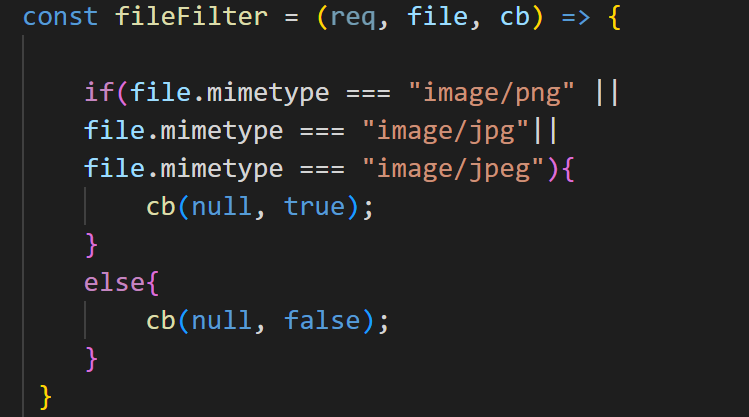 const fileFilter = (req, file, cb) => {
if(file.mimetype === "image/png" ||
file.mimetype === "image/jpg"||
file.mimetype === "image/jpeg"){
cb(null, true);
}
else{
cb(null, false);
}
}